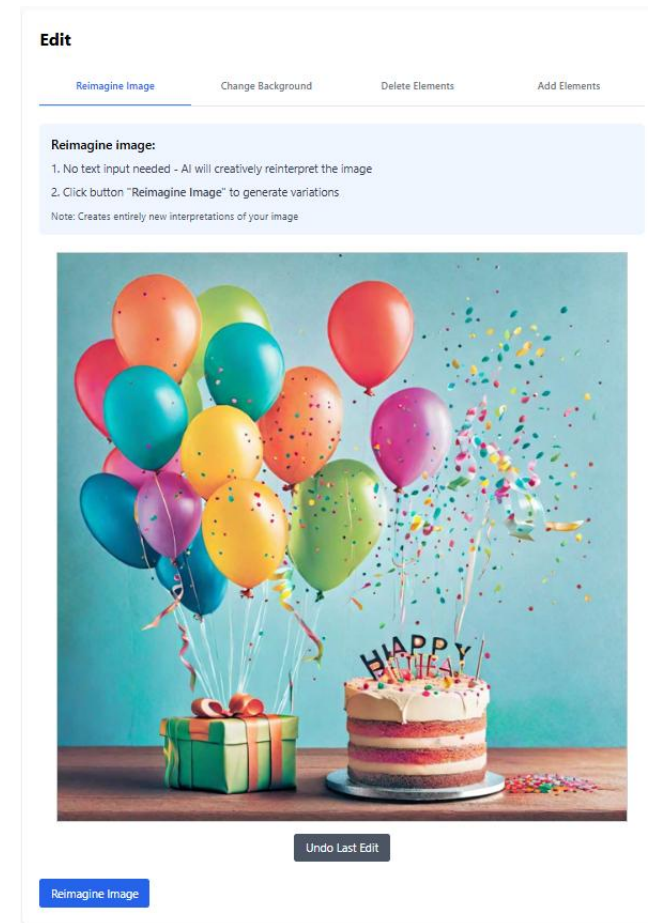 Edit
Reimagine Image Change Background Delete Elements Add Elements
Reimagine image:
1. No text input needed - AI will creatively reinterpret the image
2. Click button "Reimagine Image" to generate variations
Note: Creates entirely new interpretations of your image
HAPPY
Undo Last Edit
Reimagine Image